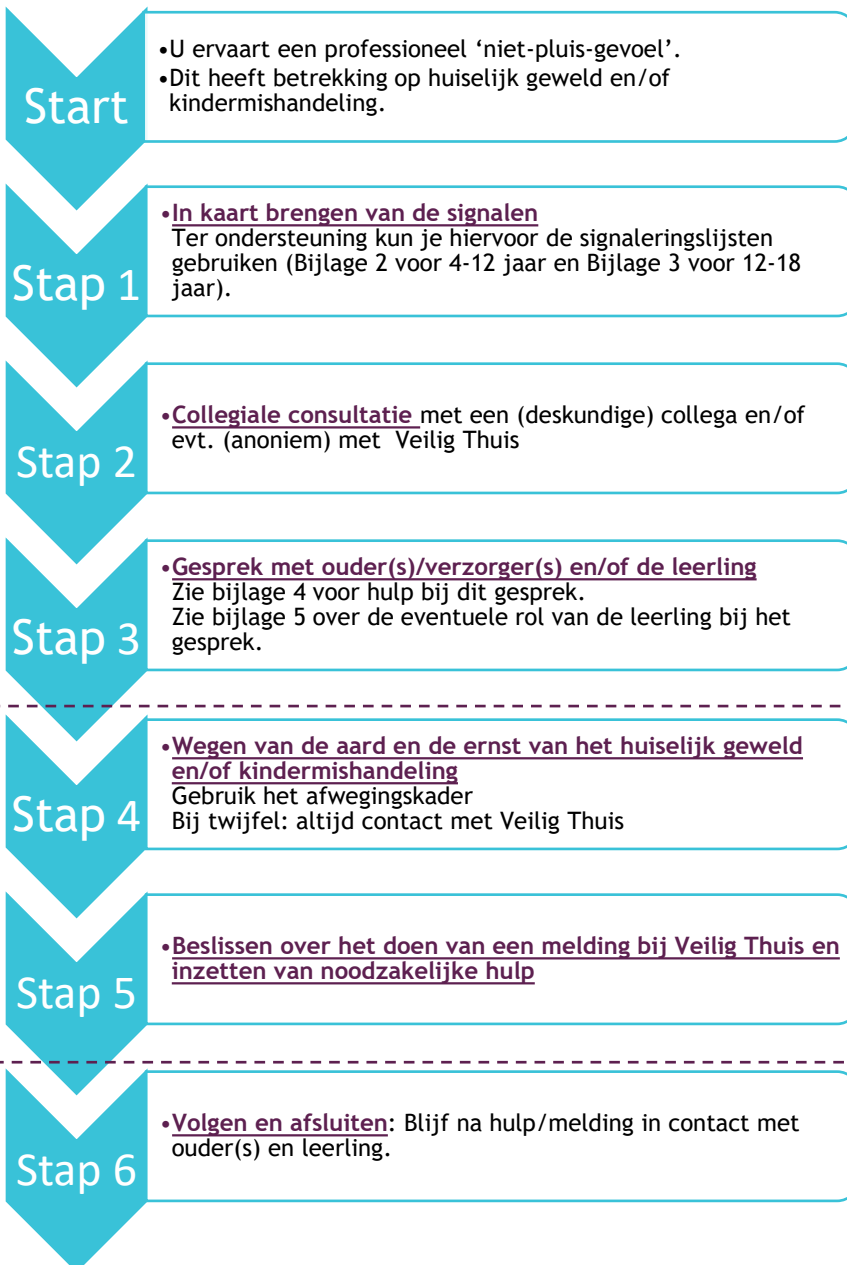 Start
•U ervaart een professioneel ‘niet-pluis-gevoel’.
•Dit heeft betrekking op huiselijk geweld en/of
kindermishandeling.
Stap 1
•In kaart brengen van de signalen
Ter ondersteuning kun je hiervoor de signaleringslijsten
gebruiken (Bijlage 2 voor 4-12 jaar en Bijlage 3 voor 12-18
jaar).
Stap 2
•Collegiale consultatie met een (deskundige) collega en/of
evt. (anoniem) met  Veilig Thuis
Stap 3
•Gesprek met ouder(s)/verzorger(s) en/of de leerling
Zie bijlage 4 voor hulp bij dit gesprek.
Zie bijlage 5 over de eventuele rol van de leerling bij het
gesprek.
Stap 4
•Wegen van de aard en de ernst van het huiselijk geweld
en/of kindermishandeling
Gebruik het afwegingskader
Bij twijfel: altijd contact met Veilig Thuis
Stap 5
•Beslissen over het doen van een melding bij Veilig Thuis en
inzetten van noodzakelijke hulp
Stap 6
•Volgen en afsluiten: Blijf na hulp/melding in contact met
ouder(s) en leerling.